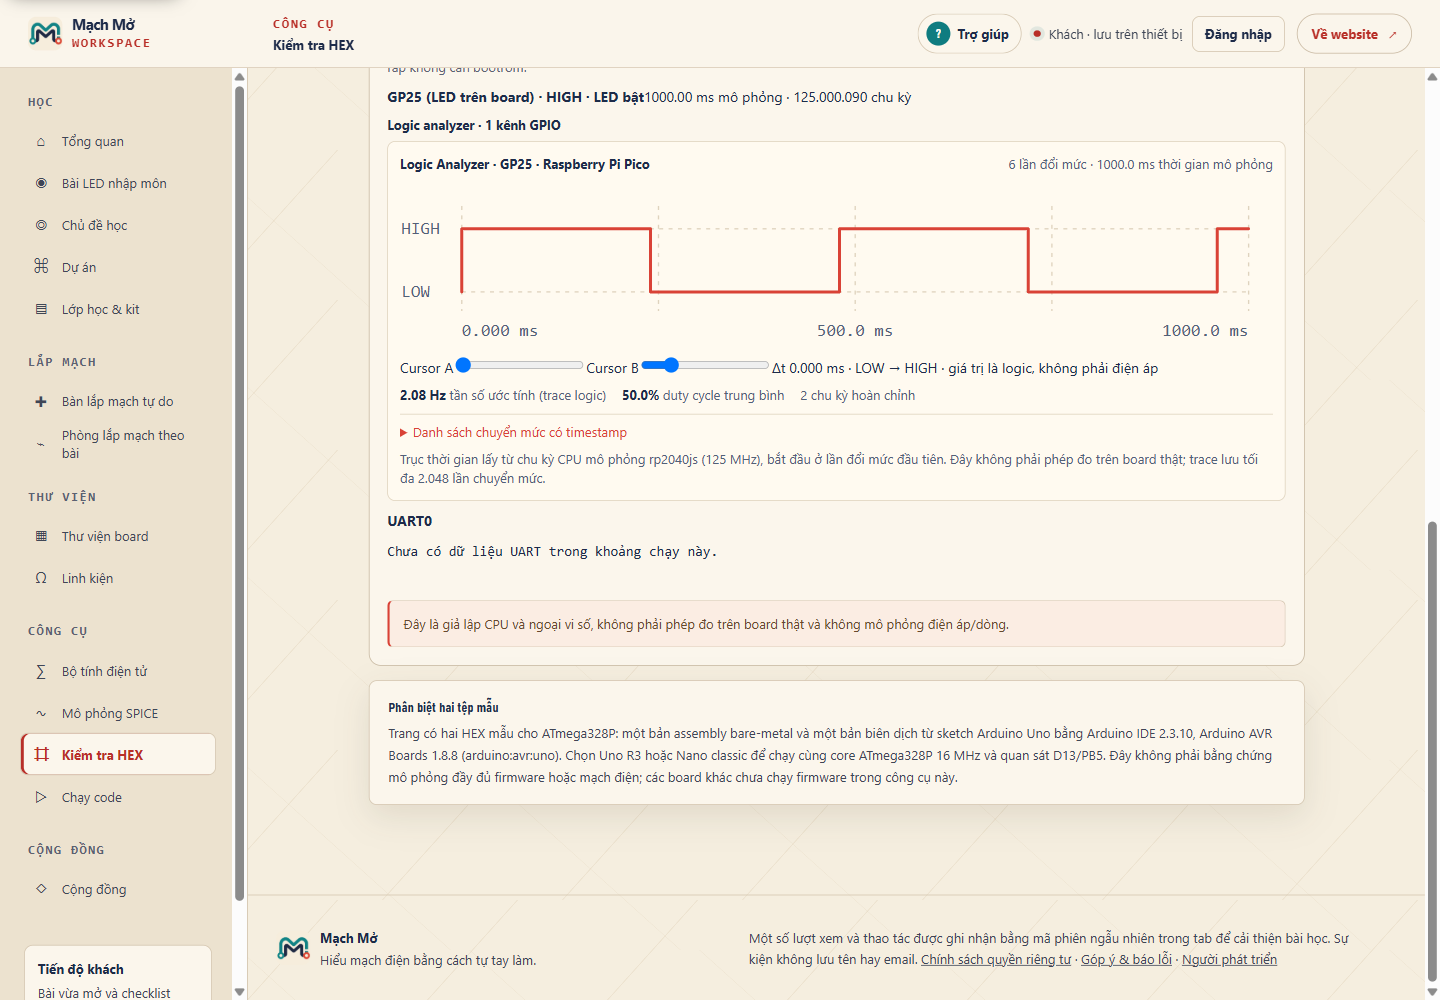 Mạch Mở
WORKSPACE
CÔNG CỤ
Kiểm tra HEX
? Trợ giúp
Khách · lưu trên thiết bị
Đăng nhập
Về website ↗
HỌC
Tổng quan
Bài LED nhập môn
Chủ đề học
Dự án
Lớp học & kit
LẮP MẠCH
Bàn lắp mạch tự do
Phòng lắp mạch theo
bài
THƯ VIỆN
Thư viện board
Linh kiện
CÔNG CỤ
Bộ tính điện tử
Mô phỏng SPICE
Kiểm tra HEX
Chạy code
CỘNG ĐỒNG
Cộng đồng
Tiến độ khách
Bài vừa mở và checklist
GP25 (LED trên board) · HIGH · LED bật1000.00 ms mô phỏng · 125.000.090 chu kỳ
Logic analyzer · 1 kênh GPIO
Logic Analyzer · GP25 · Raspberry Pi Pico
6 lần đổi mức · 1000.0 ms thời gian mô phỏng
HIGH
LOW
0.000 ms
500.0 ms
1000.0 ms
Cursor A Cursor B Δt 0.000 ms · LOW → HIGH · giá trị là logic, không phải điện áp
2.08 Hz tần số ước tính (trace logic) 50.0% duty cycle trung bình 2 chu kỳ hoàn chỉnh
▶ Danh sách chuyển mức có timestamp
Trục thời gian lấy từ chu kỳ CPU mô phỏng rp2040js (125 MHz), bắt đầu ở lần đổi mức đầu tiên. Đây không phải phép đo trên board thật; trace lưu tối
đa 2.048 lần chuyển mức.
UART0
Chưa có dữ liệu UART trong khoảng chạy này.
Đây là giả lập CPU và ngoại vi số, không phải phép đo trên board thật và không mô phỏng điện áp/dòng.
Phân biệt hai tệp mẫu
Trang có hai HEX mẫu cho ATmega328P: một bản assembly bare-metal và một bản biên dịch từ sketch Arduino Uno bằng Arduino IDE 2.3.10, Arduino AVR
Boards 1.8.8 (arduino:avr:uno). Chọn Uno R3 hoặc Nano classic để chạy cùng core ATmega328P 16 MHz và quan sát D13/PB5. Đây không phải bằng chứng
mô phỏng đầy đủ firmware hoặc mạch điện; các board khác chưa chạy firmware trong công cụ này.
Mạch Mở
Hiểu mạch điện bằng cách tự tay làm.
Một số lượt xem và thao tác được ghi nhận bằng mã phiên ngẫu nhiên trong tab để cải thiện bài học. Sự
kiện không lưu tên hay email. Chính sách quyền riêng tư · Góp ý & báo lỗi · Người phát triển